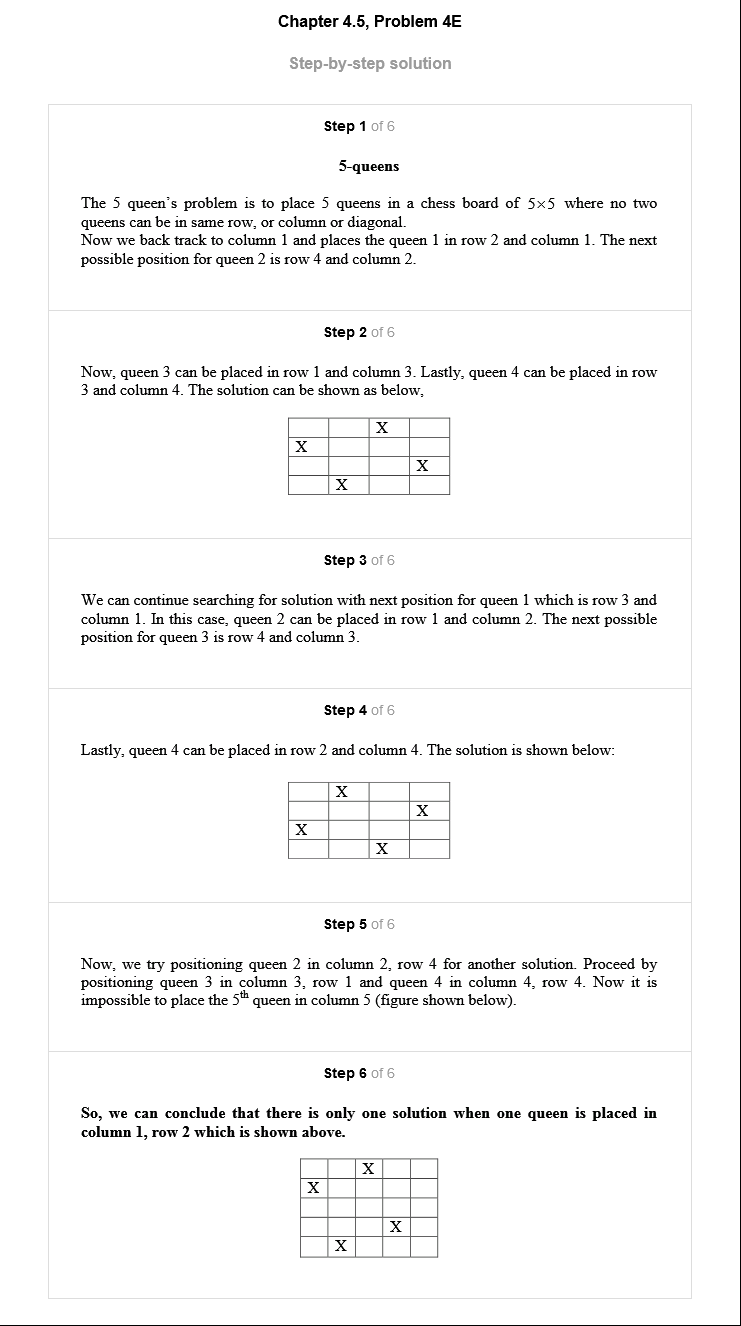 Chapter 4.5, Problem 4E
Step-by-step solution
Step 1 of 6
5-queens
The 5 queen's problem is to place 5 queens in a chess board of 5×5 where no two
queens can be in same row, or column or diagonal.
Now we back track to column 1 and places the queen 1 in row 2 and column 1. The next
possible position for queen 2 is row 4 and column 2.
Step 2 of 6
Now, queen 3 can be placed in row 1 and column 3. Lastly, queen 4 can be placed in row
3 and column 4. The solution can be shown as below,
X
X
X
X
Step 3 of 6
We can continue searching for solution with next position for queen 1 which is row 3 and
column 1. In this case, queen 2 can be placed in row 1 and column 2. The next possible
position for queen 3 is row 4 and column 3.
Step 4 of 6
Lastly, queen 4 can be placed in row 2 and column 4. The solution is shown below:
X
X
X
X
Step 5 of 6
Now, we try positioning queen 2 in column 2, row 4 for another solution. Proceed by
positioning queen 3 in column 3, row 1 and queen 4 in column 4, row 4. Now it is
impossible to place the 5th queen in column 5 (figure shown below).
Step 6 of 6
So, we can conclude that there is only one solution when one queen is placed in
column 1, row 2 which is shown above.
X
X
X
X